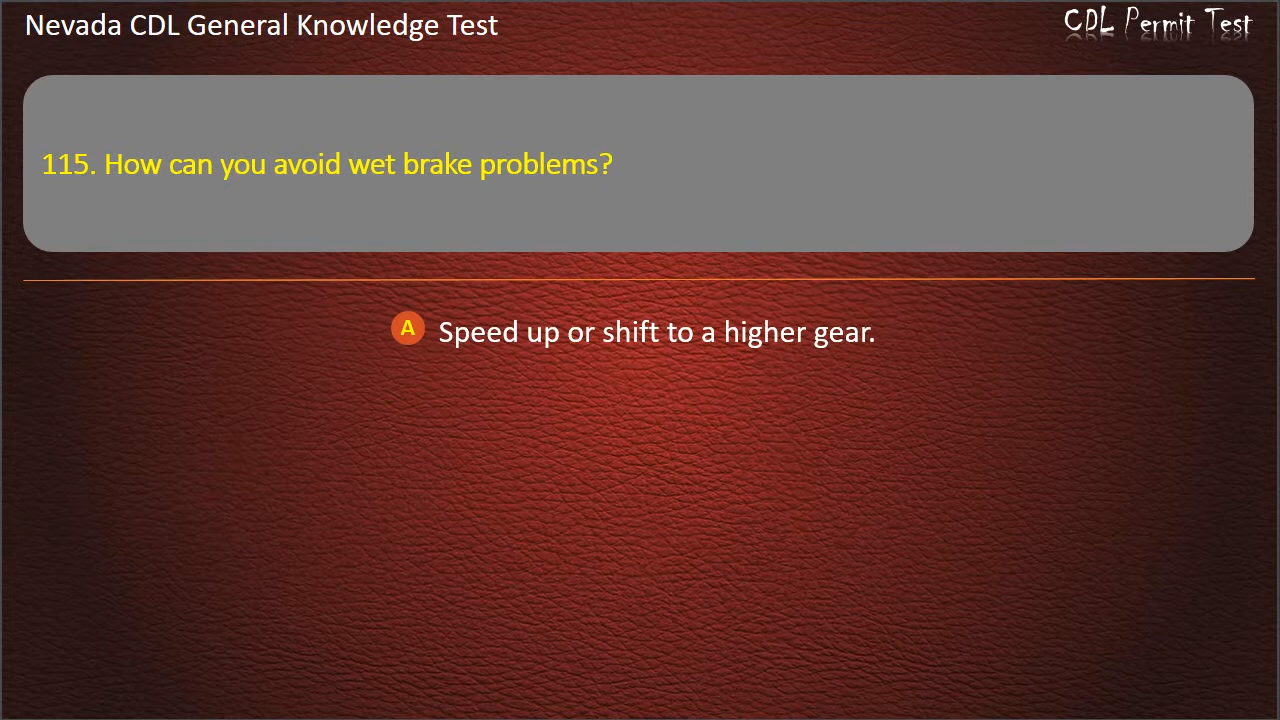 Nevada CDL General Knowledge Test
CDL Permit Test
115. How can you avoid wet brake problems?
A Speed up or shift to a higher gear.